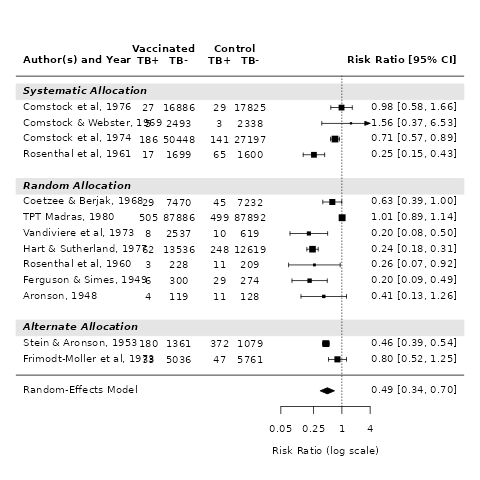 Vaccinated Control
Author(s) and Year TB+ TB- TB+ TB- Risk Ratio [95% CI]
Systematic Allocation
Comstock et al, 1976 27 16886 29 17825 0.98 [0.58, 1.66]
Comstock & Webster, 1969 5 2493 3 2338 1.56 [0.37, 6.53]
Comstock et al, 1974 186 50448 141 27197 0.71 [0.57, 0.89]
Rosenthal et al, 1961 17 1699 65 1600 0.25 [0.15, 0.43]
Random Allocation
Coetzee & Berjak, 1968 29 7470 45 7232 0.63 [0.39, 1.00]
TPT Madras, 1980 505 87886 499 87892 1.01 [0.89, 1.14]
Vandiviere et al, 1973 8 2537 10 619 0.20 [0.08, 0.50]
Hart & Sutherland, 1977 62 13536 248 12619 0.24 [0.18, 0.31]
Rosenthal et al, 1960 3 228 11 209 0.26 [0.07, 0.92]
Ferguson & Simes, 1949 6 300 29 274 0.20 [0.09, 0.49]
Aronson, 1948 4 119 11 128 0.41 [0.13, 1.26]
Alternate Allocation
Stein & Aronson, 1953 180 1361 372 1079 0.46 [0.39, 0.54]
Frimodt-Moller et al, 1973 33 5036 47 5761 0.80 [0.52, 1.25]
Random-Effects Model 0.49 [0.34, 0.70]
0.05 0.25 1 4
Risk Ratio (log scale)